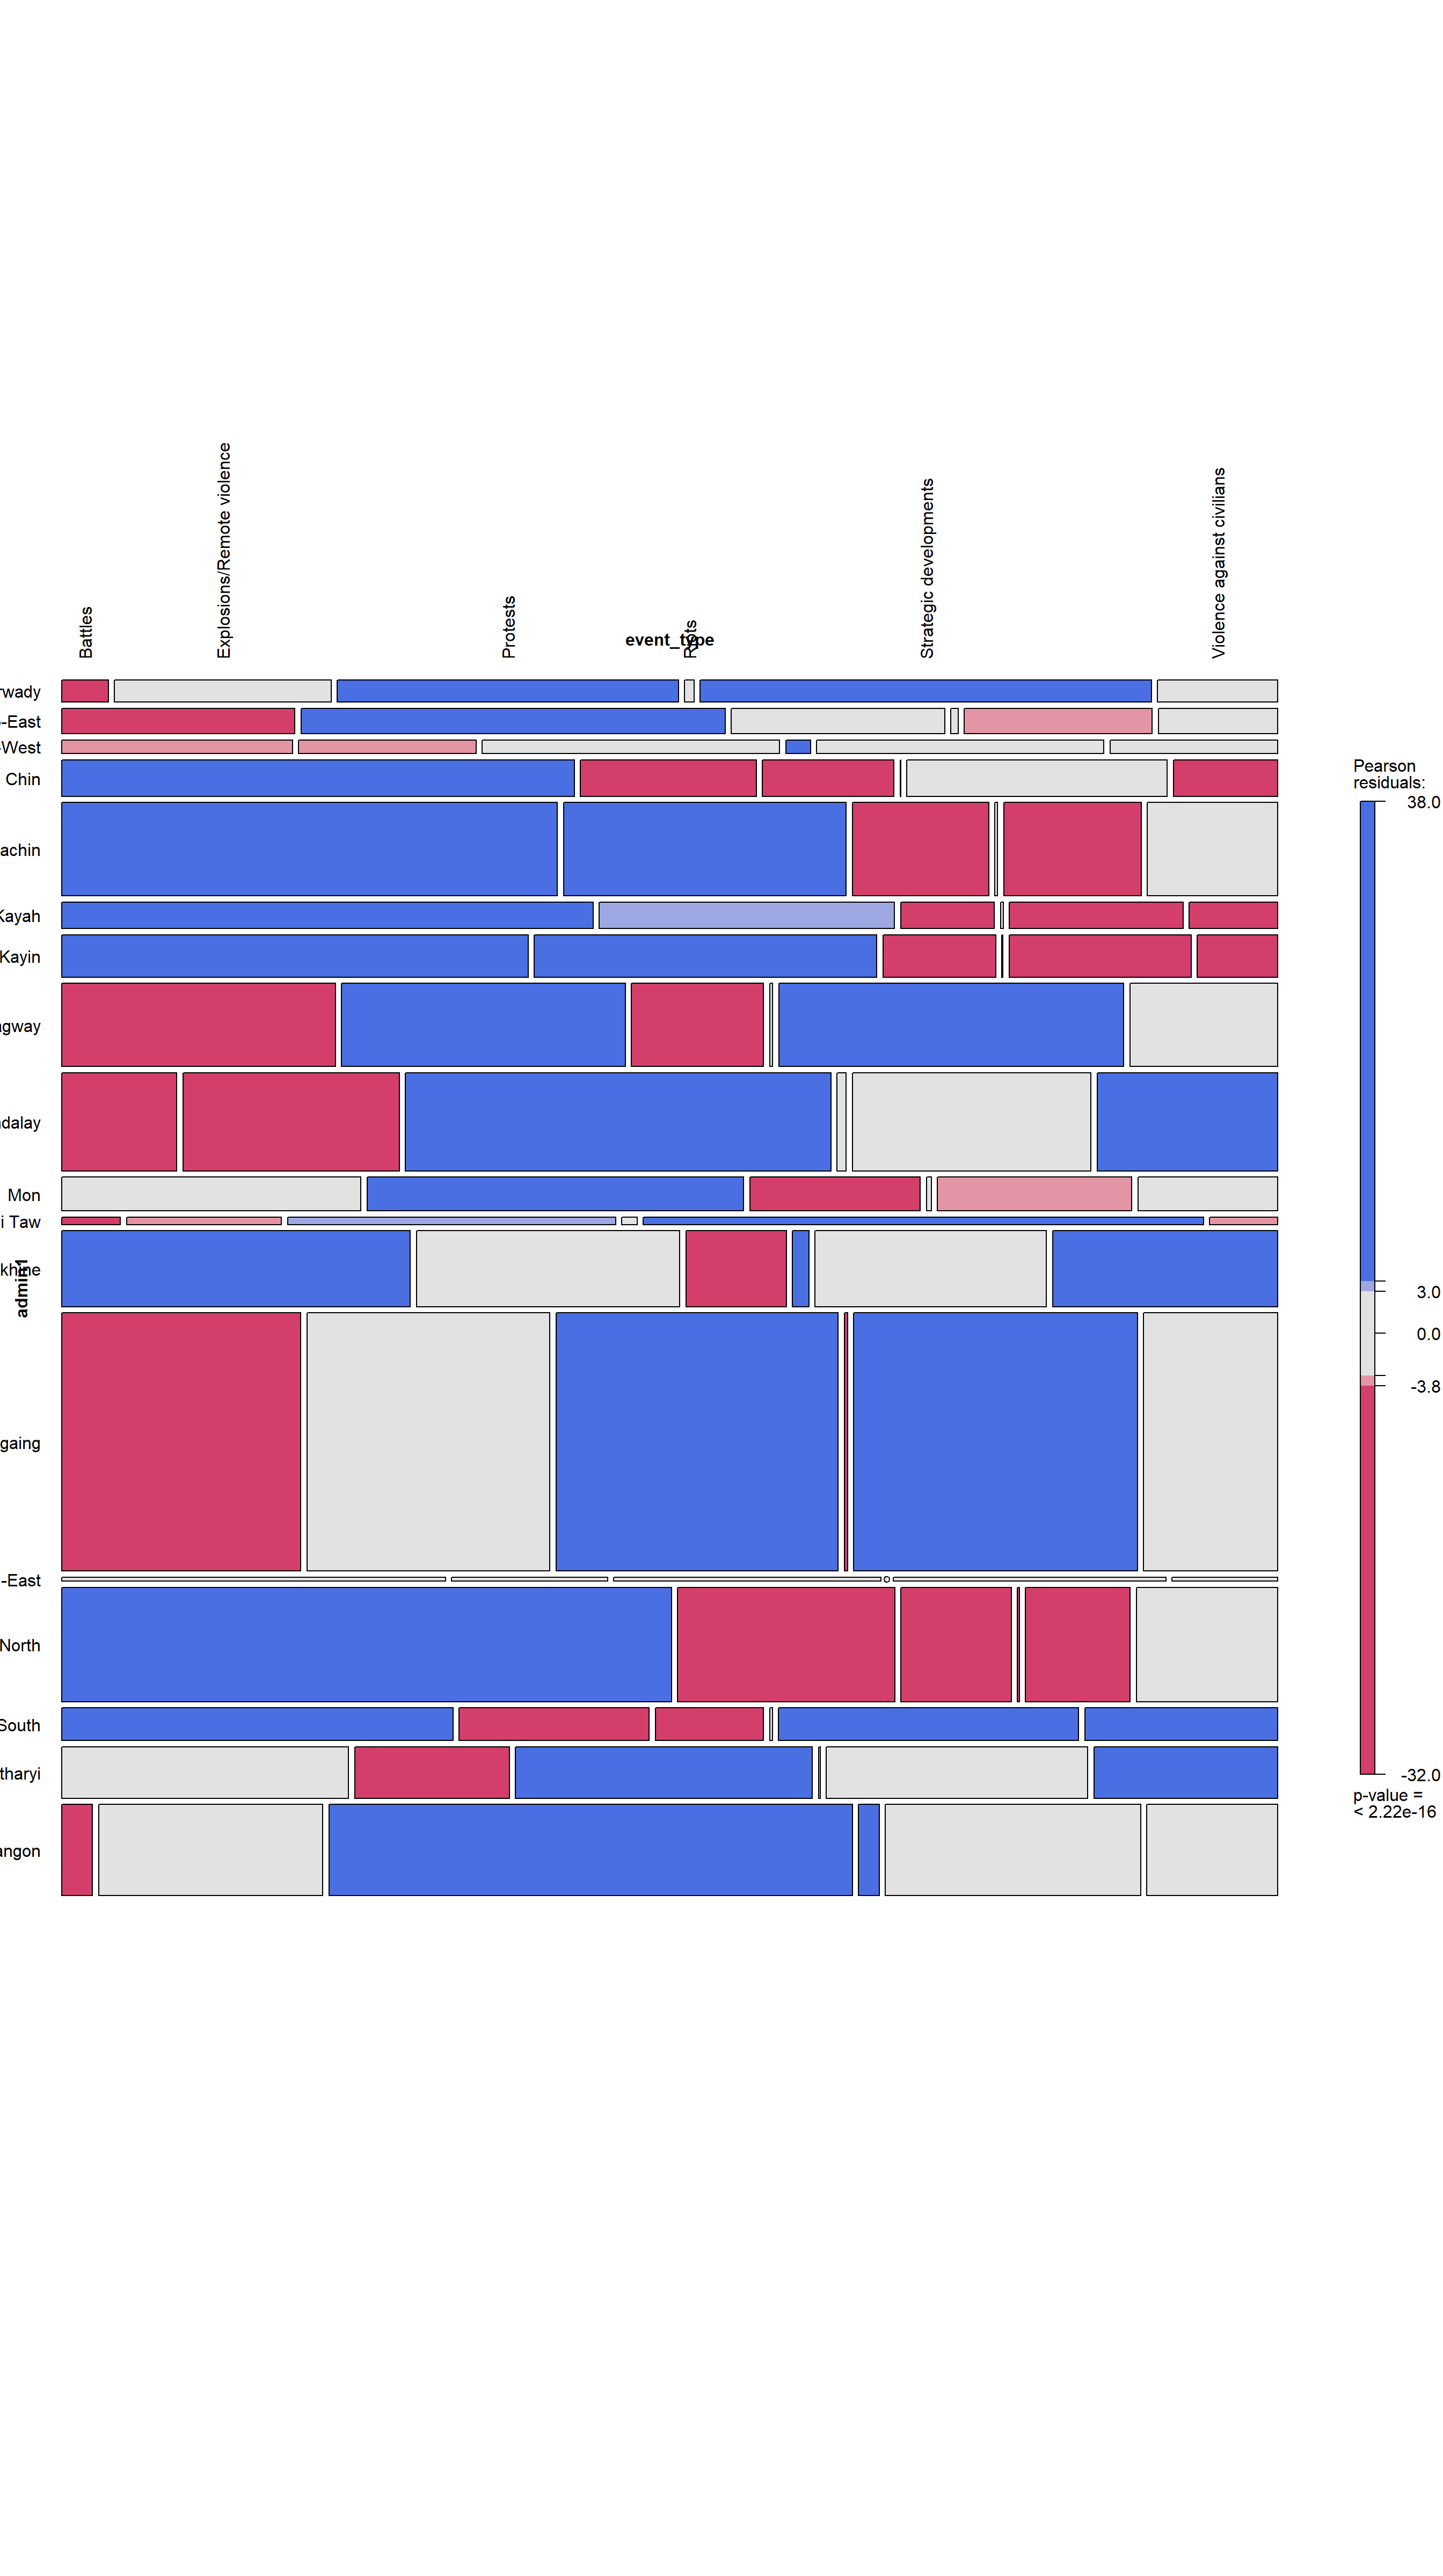 Battles
Explosions/Remote violence
Protests
Riots
Strategic developments
Violence against civilians
event_type
rwady
-East
-West
Chin
achin
Kayah
Kayin
gway
dalay
Mon
i Taw
khine
admin1
gaing
-East
North
South
tharyi
angon
Pearson
residuals:
38.0
3.0
0.0
-3.8
-32.0
p-value =
< 2.22e-16